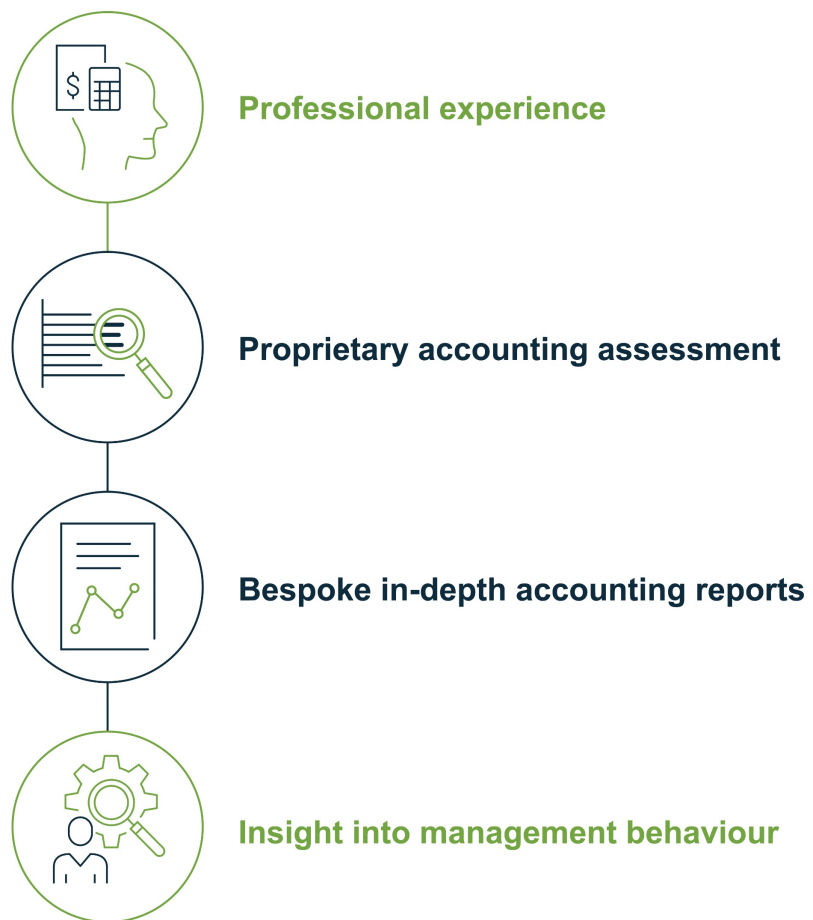 $
Professional experience
Proprietary accounting assessment
Bespoke in-depth accounting reports
Insight into management behaviour